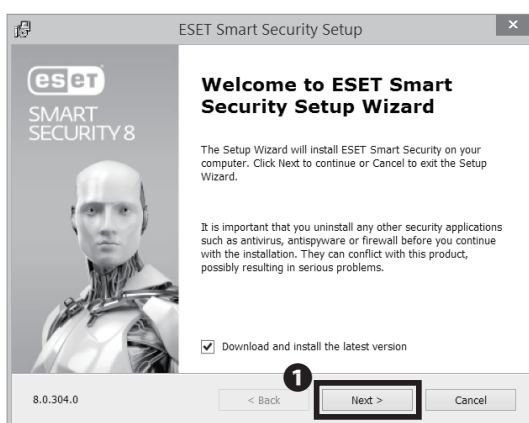 ESET Smart Security Setup
x
eset
SMART
SECURITY 8
Welcome to ESET Smart
Security Setup Wizard
The Setup Wizard will install ESET Smart Security on your
computer. Click Next to continue or Cancel to exit the Setup
Wizard.
It is important that you uninstall any other security applications
such as antivirus, antispyware or firewall before you continue
with the installation. They can conflict with this product,
possibly resulting in serious problems.
Download and install the latest version
1
8.0.304.0
< Back
Next >
Cancel